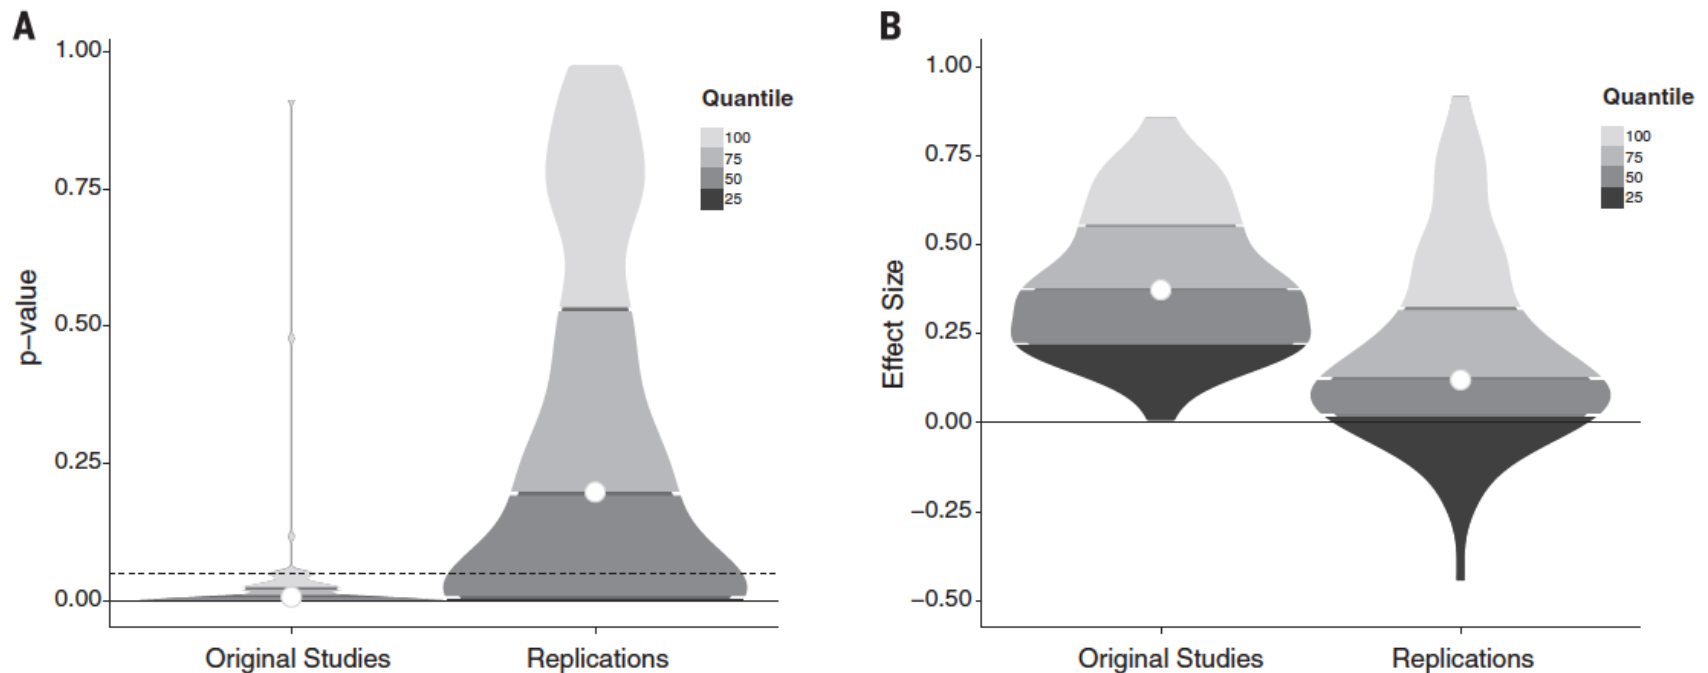 A
p-value
1.00
0.75
0.50
0.25
0.00
Original Studies
Replications
Quantile
100
75
50
25
B
Effect Size
1.00
0.75
0.50
0.25
0.00
−0.25
−0.50
Original Studies
Replications
Quantile
100
75
50
25